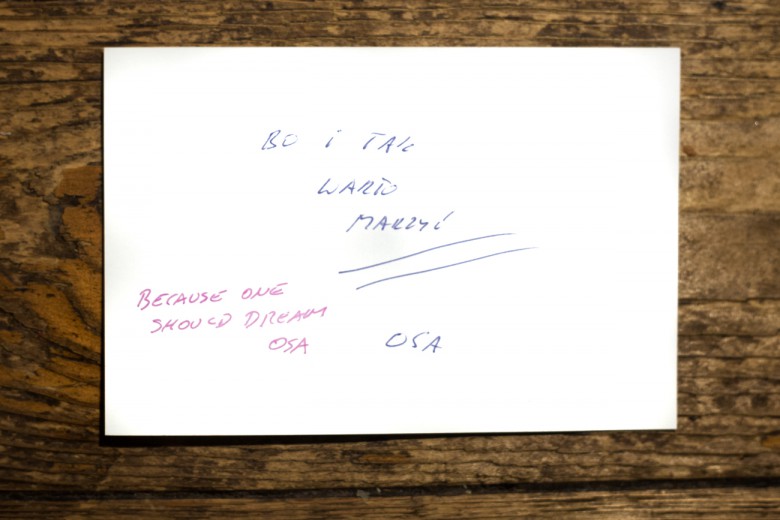 BO i TAK
WARTO
MARZYĆ
BECAUSE ONE
SHOULD DREAM
OSA
OSA